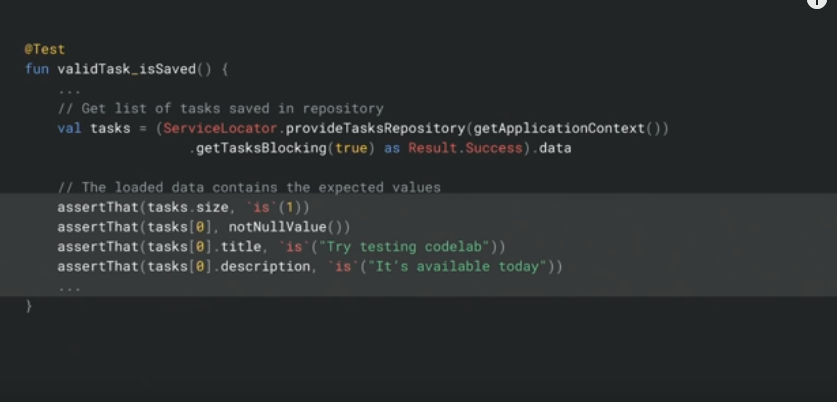 @Test
fun validTask_isSaved() {
...
// Get list of tasks saved in repository
val tasks = (ServiceLocator.provideTasksRepository(getApplicationContext())
.getTasksBlocking(true) as Result.Success).data
// The loaded data contains the expected values
assertThat(tasks.size, `is`(1))
assertThat(tasks[0], notNullValue())
assertThat(tasks[0].title, `is`("Try testing codelab"))
assertThat(tasks[0].description, `is`("It's available today"))
...
}